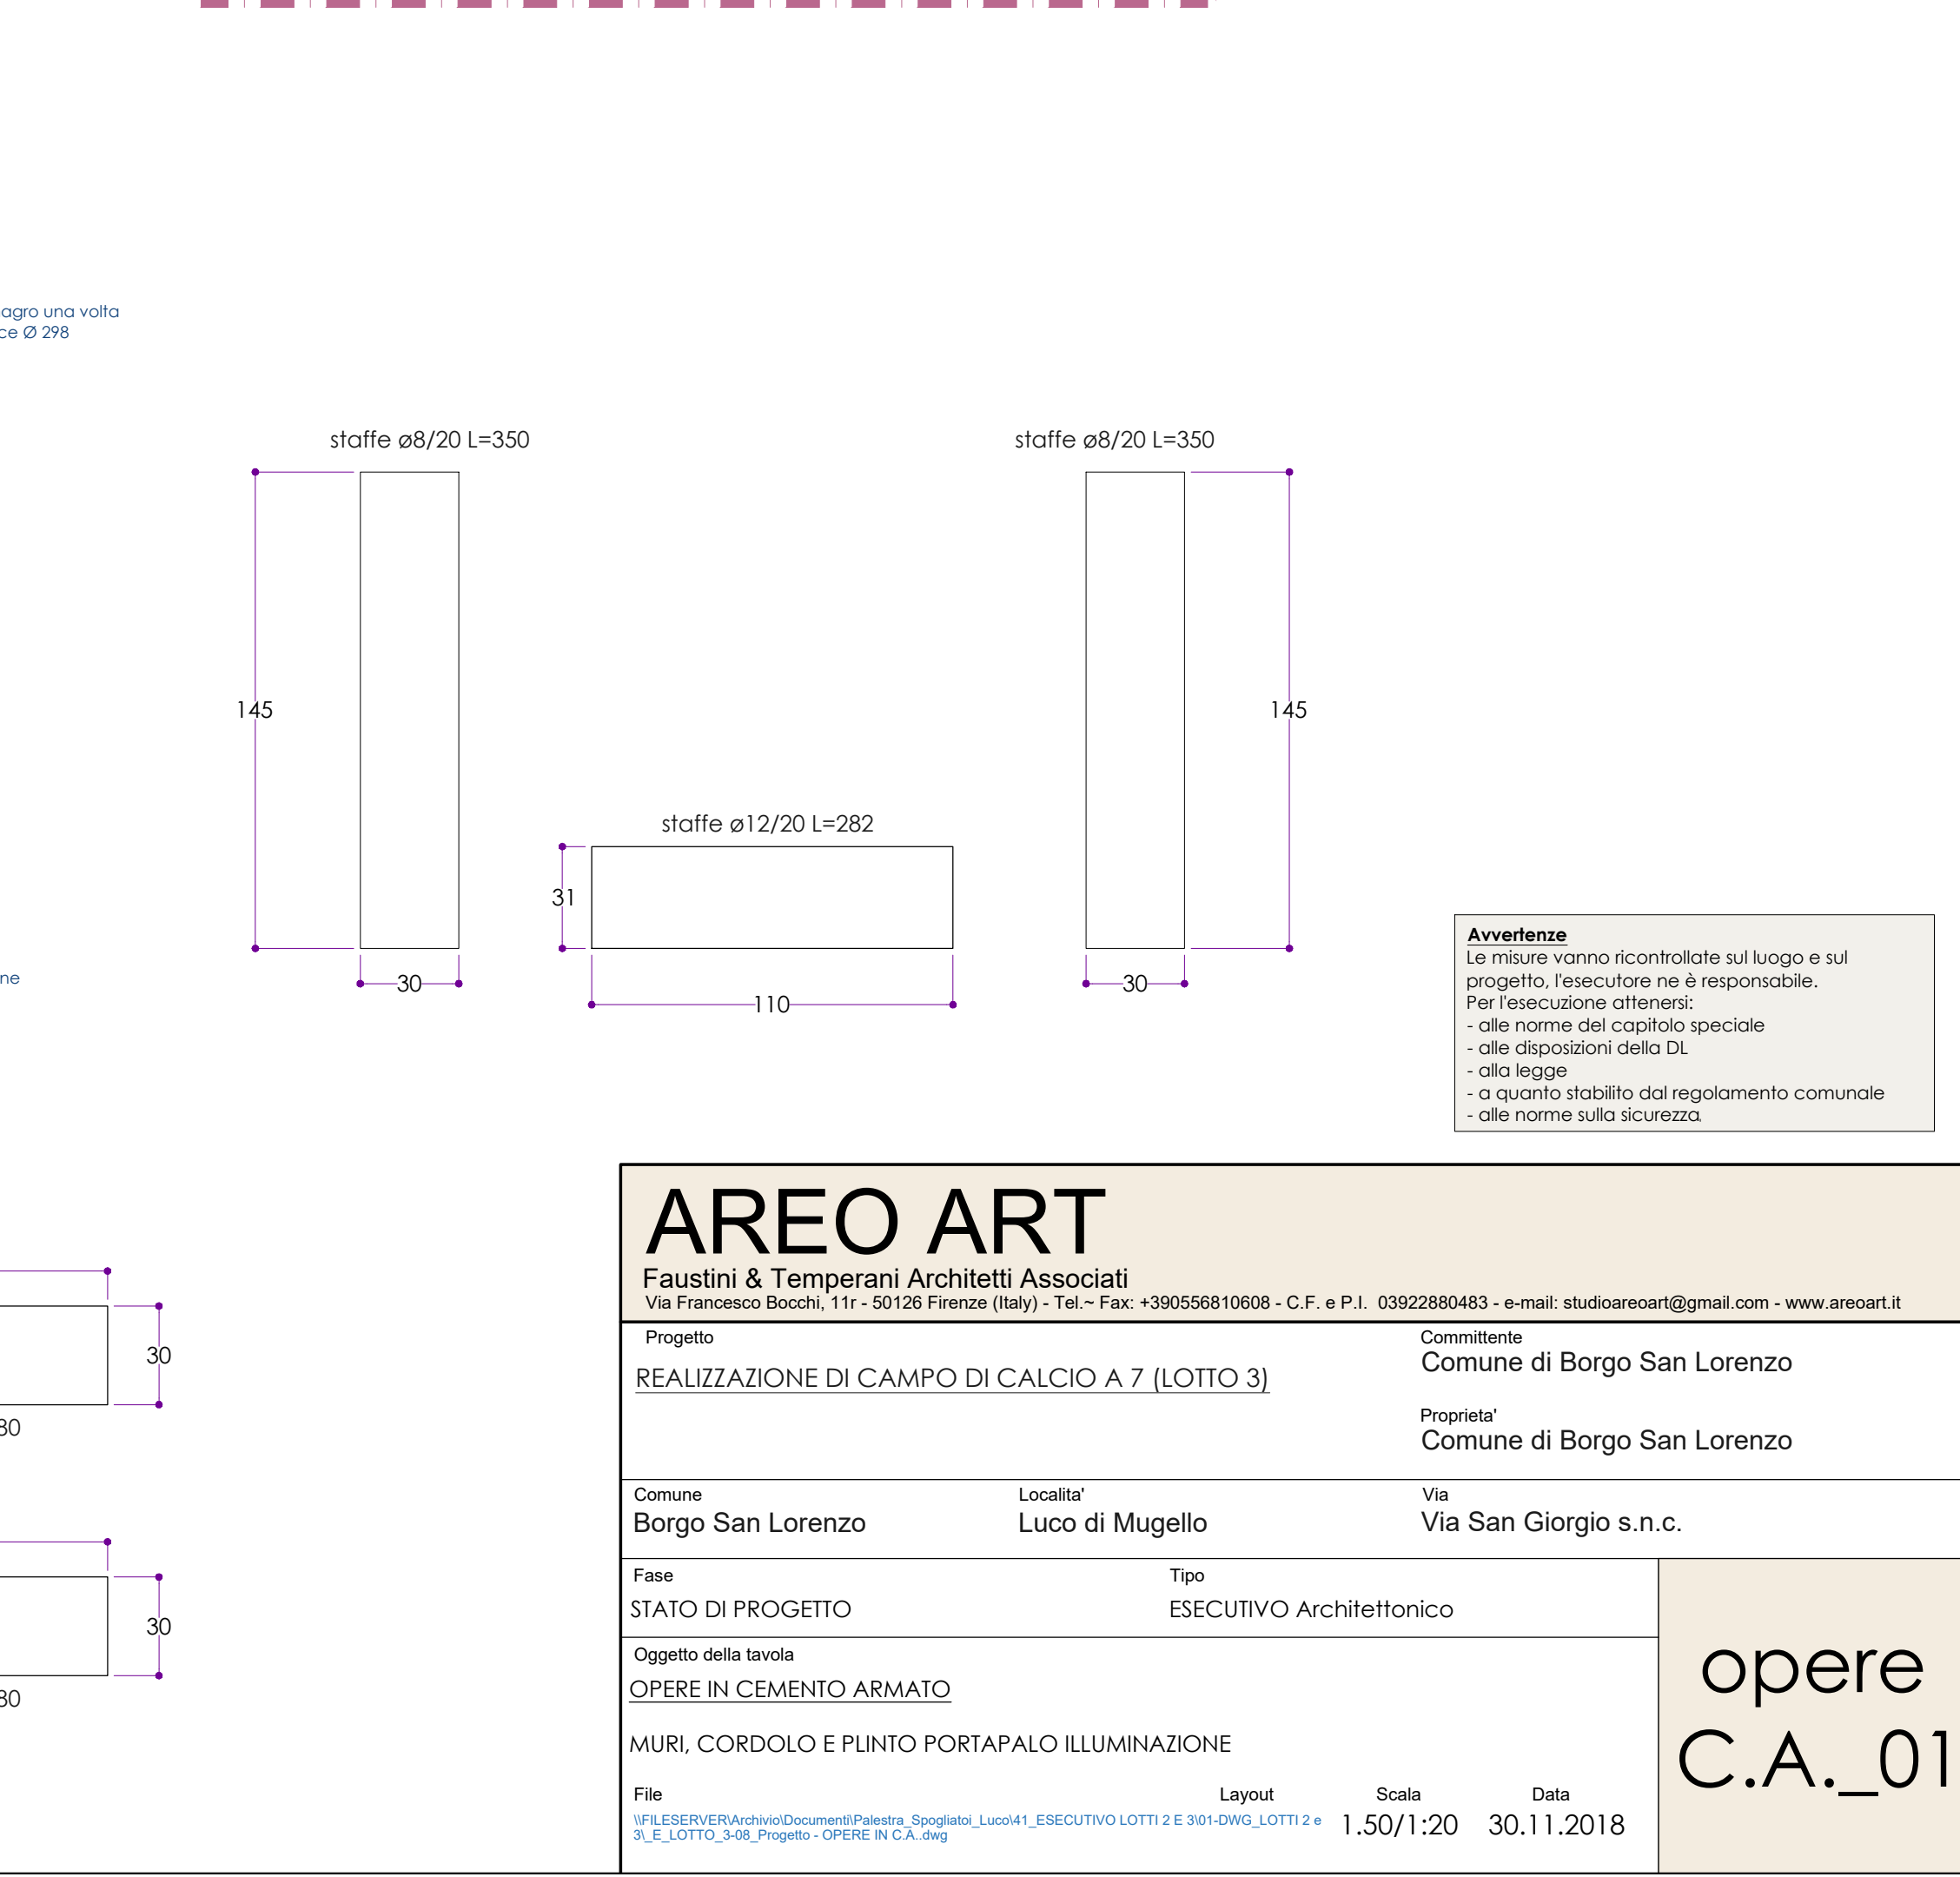 agro una volta
ce Ø 298
staffe ø8/20 L=350
staffe ø8/20 L=350
145
145
staffe ø12/20 L=282
31
30
110
30
ne
Avvertenze
Le misure vanno ricontrollate sul luogo e sul
progetto, l'esecutore ne è responsabile.
Per l'esecuzione attenersi:
- alle norme del capitolo speciale
- alle disposizioni della DL
- alla legge
- a quanto stabilito dal regolamento comunale
- alle norme sulla sicurezza.
30
80
30
80
AREO ART
Faustini & Temperani Architetti Associati
Via Francesco Bocchi, 11r - 50126 Firenze (Italy) - Tel.~ Fax: +390556810608 - C.F. e P.I. 03922880483 - e-mail: studioareoart@gmail.com - www.areoart.it
Progetto
REALIZZAZIONE DI CAMPO DI CALCIO A 7 (LOTTO 3)
Committente
Comune di Borgo San Lorenzo
Proprieta'
Comune di Borgo San Lorenzo
Comune
Borgo San Lorenzo
Localita'
Luco di Mugello
Via
Via San Giorgio s.n.c.
Fase
STATO DI PROGETTO
Tipo
ESECUTIVO Architettonico
Oggetto della tavola
OPERE IN CEMENTO ARMATO
MURI, CORDOLO E PLINTO PORTAPALO ILLUMINAZIONE
File
\\FILESERVER\Archivio\Documenti\Palestra_Spogliatoi_Luco\41_ESECUTIVO LOTTI 2 E 3\01-DWG_LOTTI 2 e
3\_E_LOTTO_3-08_Progetto - OPERE IN C.A..dwg
Layout
Scala
1.50/1:20
Data
30.11.2018
opere
C.A._01